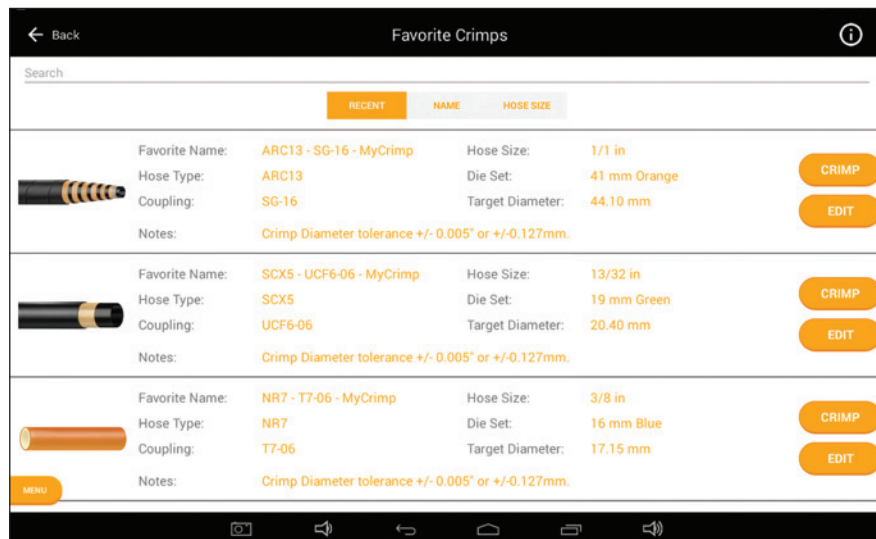 Back
Favorite Crimps
Search
RECENT NAME HOSE SIZE
Favorite Name: ARC13 - SG-16 - MyCrimp Hose Size: 1/1 in
Hose Type: ARC13 Die Set: 41 mm Orange
Coupling: SG-16 Target Diameter: 44.10 mm
Notes: Crimp Diameter tolerance +/- 0.005" or +/-0.127mm.
CRIMP
EDIT
Favorite Name: SCX5 - UCF6-06 - MyCrimp Hose Size: 13/32 in
Hose Type: SCX5 Die Set: 19 mm Green
Coupling: UCF6-06 Target Diameter: 20.40 mm
Notes: Crimp Diameter tolerance +/- 0.005" or +/-0.127mm.
CRIMP
EDIT
Favorite Name: NR7 - T7-06 - MyCrimp Hose Size: 3/8 in
Hose Type: NR7 Die Set: 16 mm Blue
Coupling: T7-06 Target Diameter: 17.15 mm
Notes: Crimp Diameter tolerance +/- 0.005" or +/-0.127mm.
CRIMP
EDIT
MENU